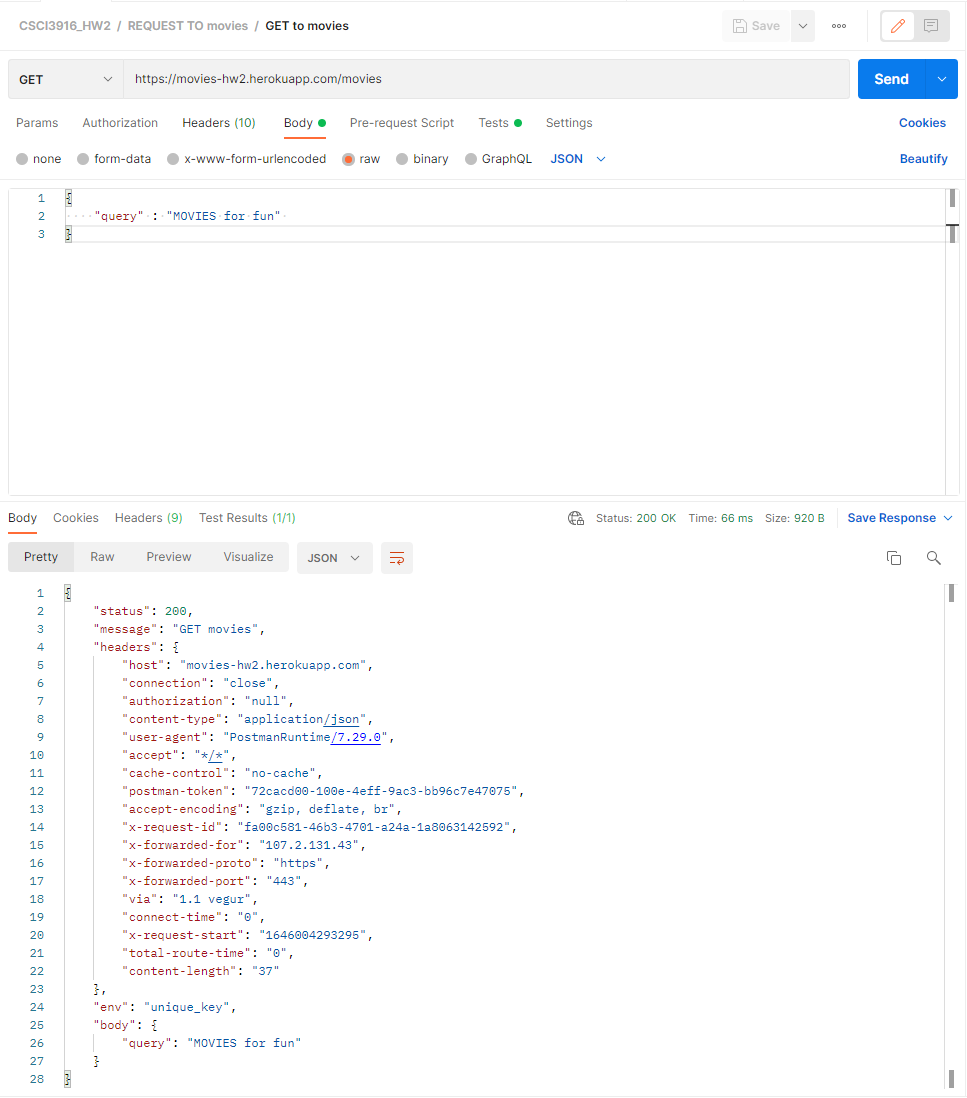 CSCI3916_HW2 / REQUEST TO movies / GET to movies
Save
GET
https://movies-hw2.herokuapp.com/movies
Send
Params Authorization Headers (10) Body Pre-request Script Tests Settings Cookies
none form-data x-www-form-urlencoded raw binary GraphQL JSON Beautify
1 {
2 "query" : "MOVIES for fun"
3 }
Body Cookies Headers (9) Test Results (1/1) Status: 200 OK Time: 66 ms Size: 920 B Save Response
Pretty Raw Preview Visualize JSON
1 {
2 "status": 200,
3 "message": "GET movies",
4 "headers": {
5 "host": "movies-hw2.herokuapp.com",
6 "connection": "close",
7 "authorization": "null",
8 "content-type": "application/json",
9 "user-agent": "PostmanRuntime/7.29.0",
10 "accept": "*/*",
11 "cache-control": "no-cache",
12 "postman-token": "72cacd00-100e-4eff-9ac3-bb96c7e47075",
13 "accept-encoding": "gzip, deflate, br",
14 "x-request-id": "fa00c581-46b3-4701-a24a-1a8063142592",
15 "x-forwarded-for": "107.2.131.43",
16 "x-forwarded-proto": "https",
17 "x-forwarded-port": "443",
18 "via": "1.1 vegur",
19 "connect-time": "0",
20 "x-request-start": "1646004293295",
21 "total-route-time": "0",
22 "content-length": "37"
23 },
24 "env": "unique_key",
25 "body": {
26 "query": "MOVIES for fun"
27 }
28 }